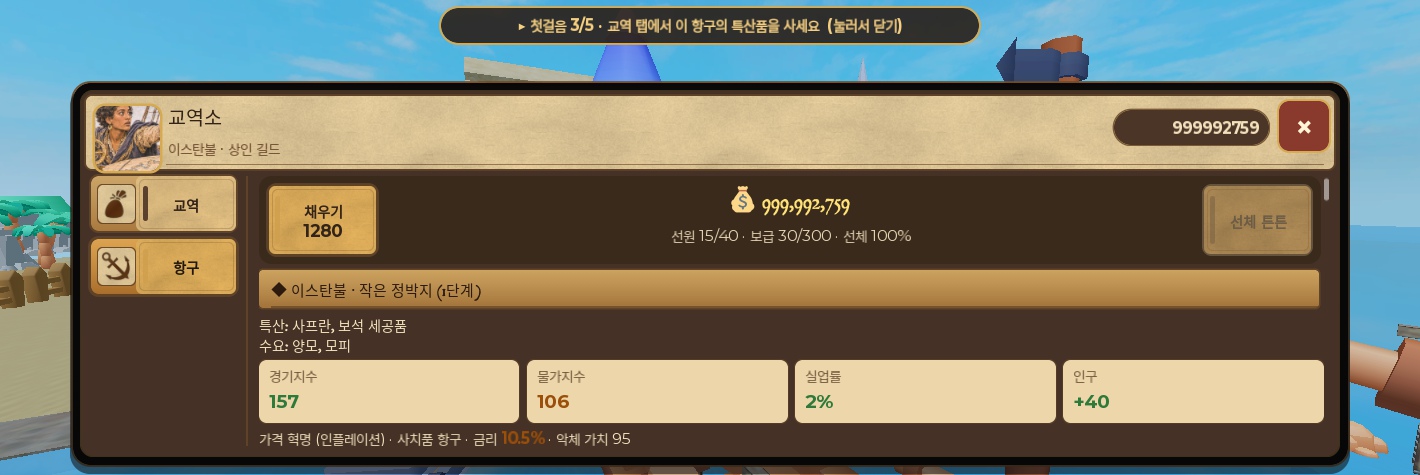 ▸ 첫걸음 3/5 · 교역 탭에서 이 항구의 특산품을 사세요 (눌러서 닫기)
교역소
이스탄불 · 상인 길드
999992759
×
교역
항구
채우기
1280
$ 999,992,759
선원 15/40 · 보급 30/300 · 선체 100%
선체 튼튼
◆ 이스탄불 · 작은 정박지 (1단계)
특산: 사프란, 보석 세공품
수요: 양모, 모피
경기지수
157
물가지수
106
실업률
2%
인구
+40
가격 혁명 (인플레이션) · 사치품 항구 · 금리 10.5% · 악체 가치 95